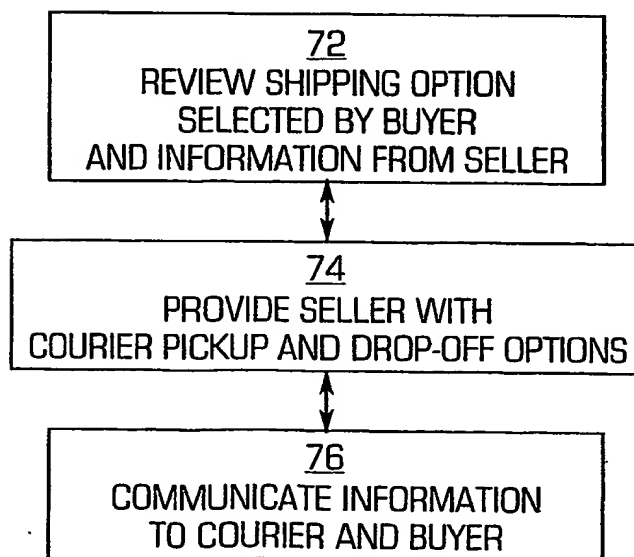 72
REVIEW SHIPPING OPTION
SELECTED BY BUYER
AND INFORMATION FROM SELLER
74
PROVIDE SELLER WITH
COURIER PICKUP AND DROP-OFF OPTIONS
76
COMMUNICATE INFORMATION
TO COURIER AND BUYER